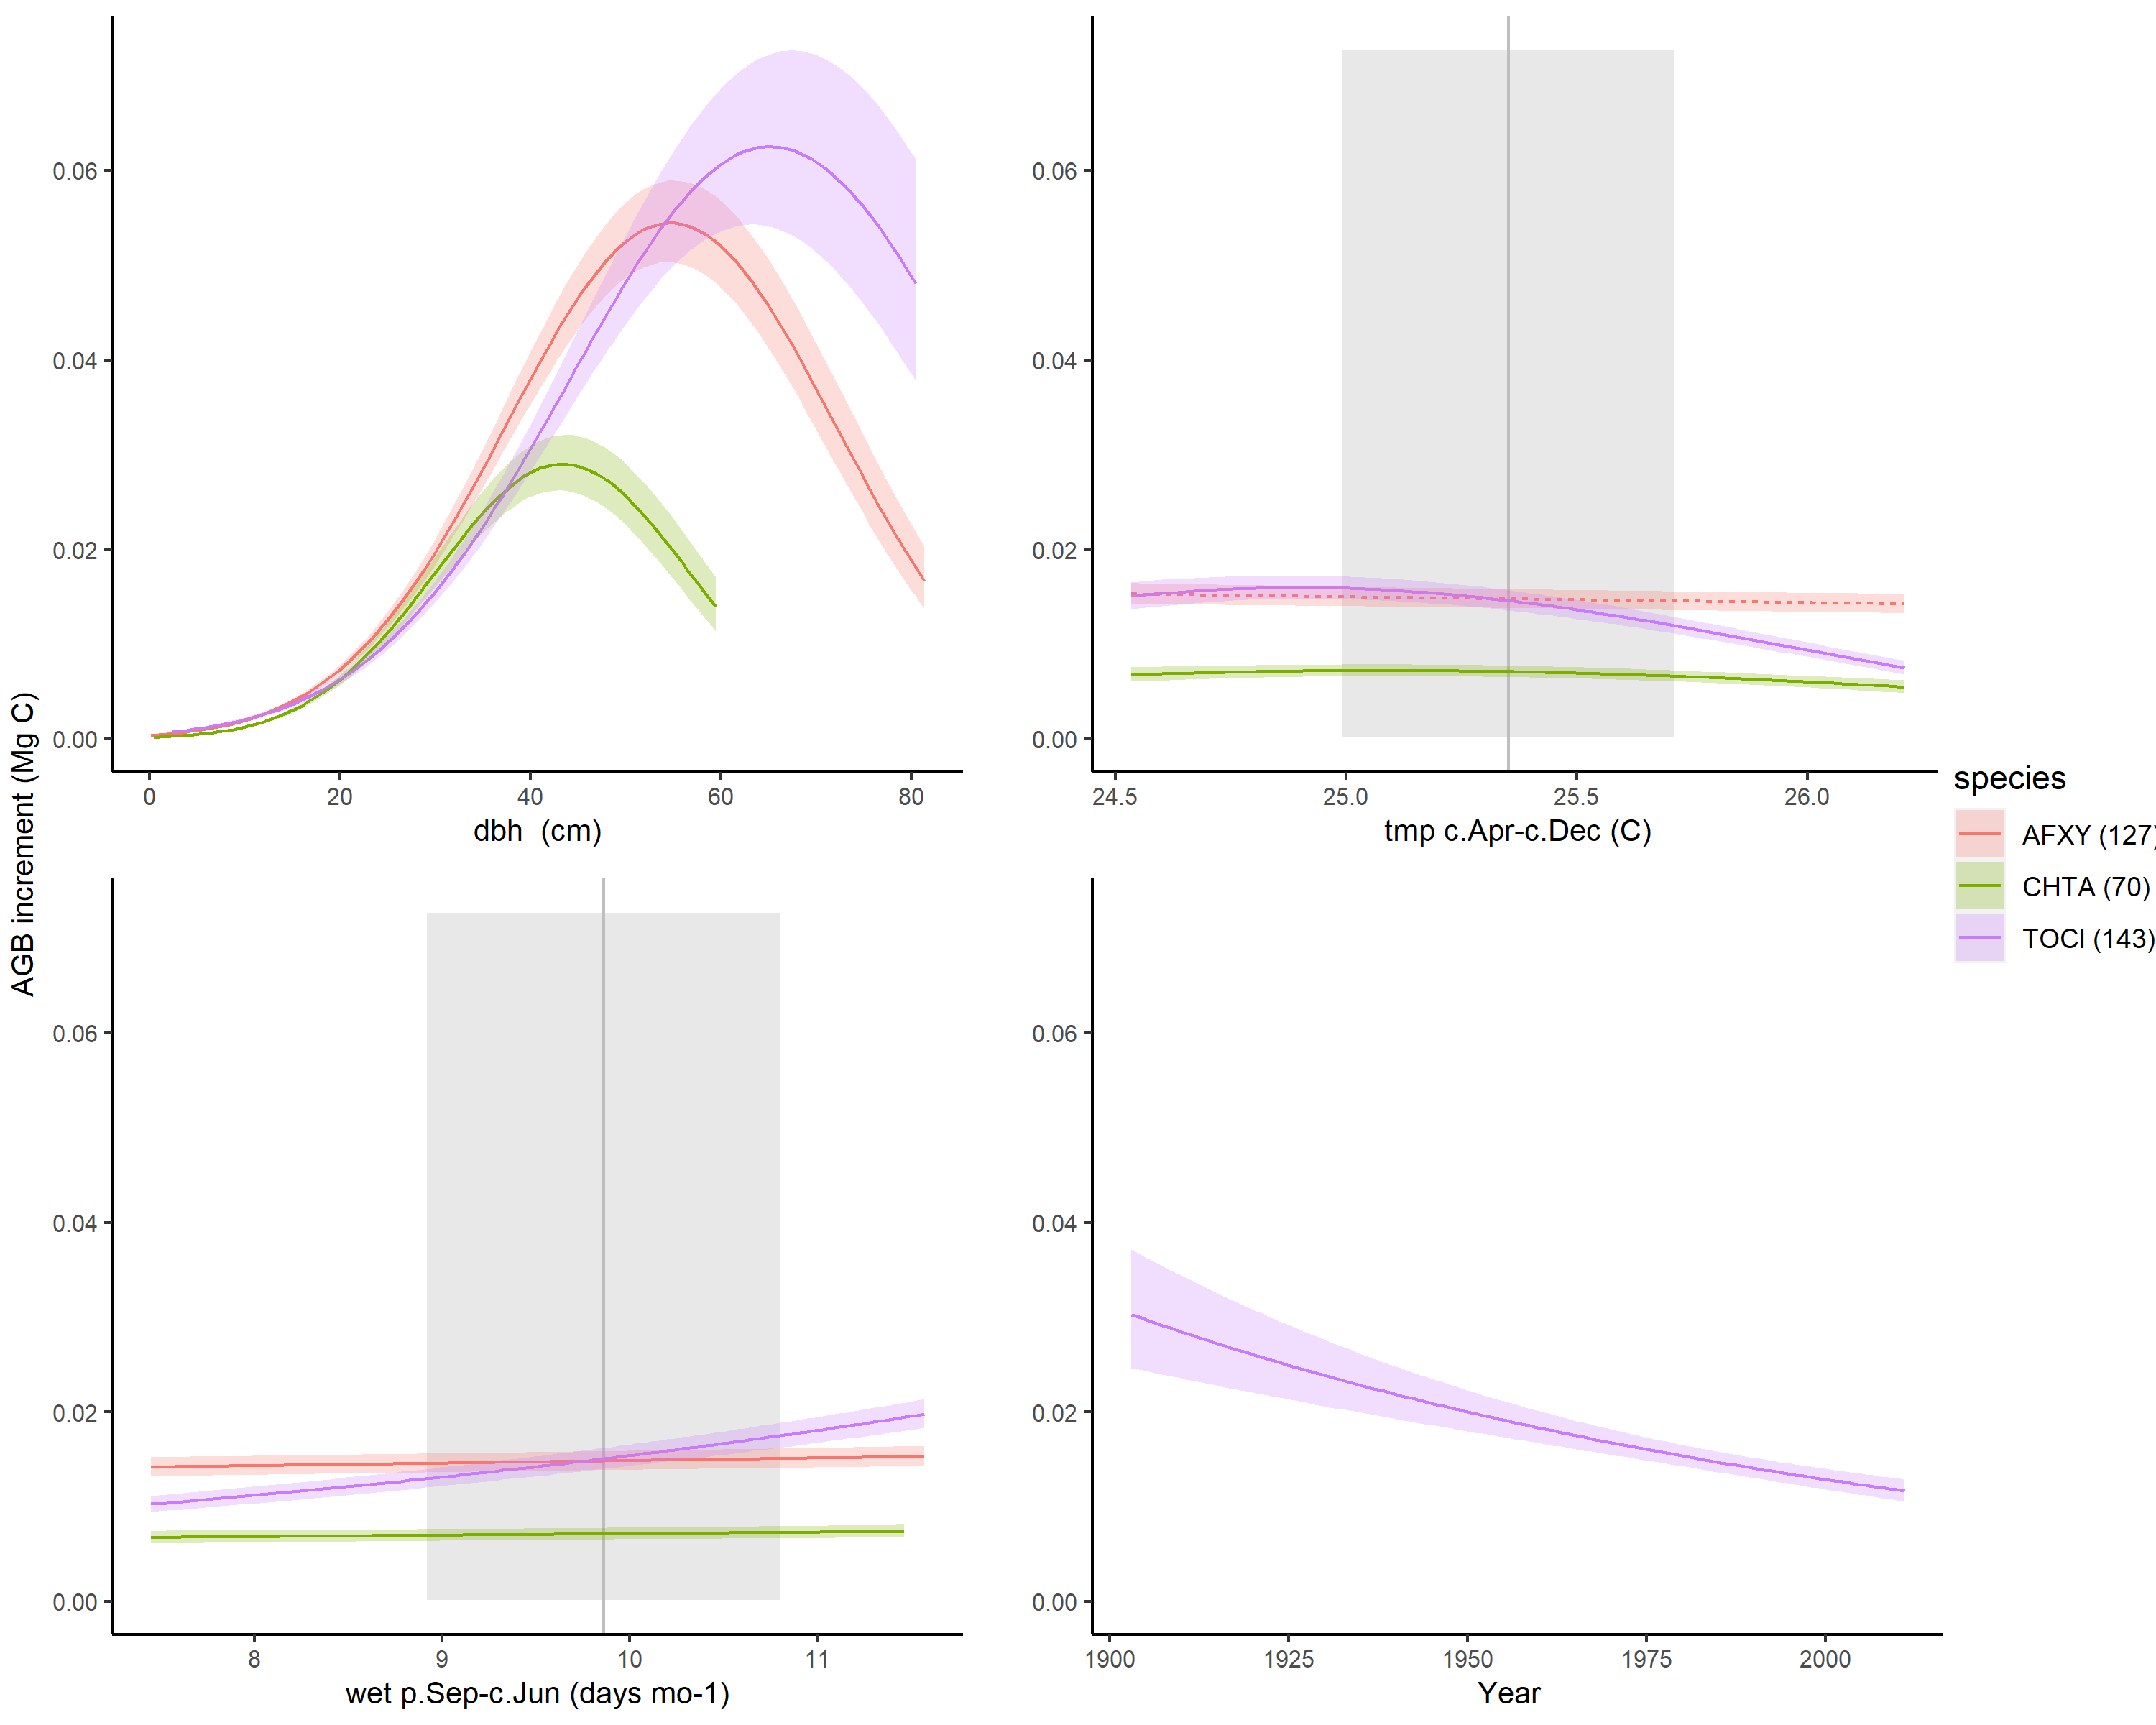 AGB increment (Mg C)
0.06
0.04
0.02
0.00
0 20 40 60 80
dbh (cm)
0.06
0.04
0.02
0.00
24.5 25.0 25.5 26.0
tmp c.Apr-c.Dec (C)
0.06
0.04
0.02
0.00
8 9 10 11
wet p.Sep-c.Jun (days mo-1)
0.06
0.04
0.02
0.00
1900 1925 1950 1975 2000
Year
species
AFXY (127)
CHTA (70)
TOCI (143)